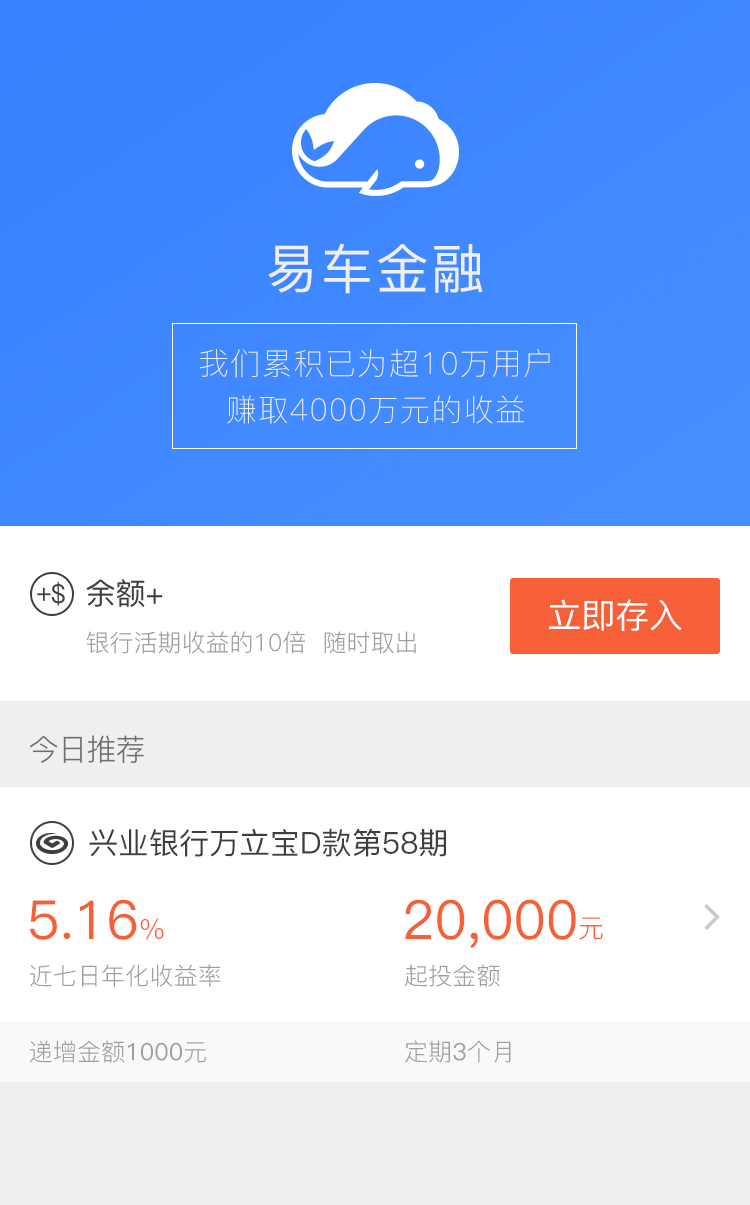 易车金融
我们累积已为超10万用户
赚取4000万元的收益
+$ 余额+
银行活期收益的10倍 随时取出
立即存入
今日推荐
兴业银行万立宝D款第58期
5.16%
20,000元
近七日年化收益率
起投金额
递增金额1000元
定期3个月